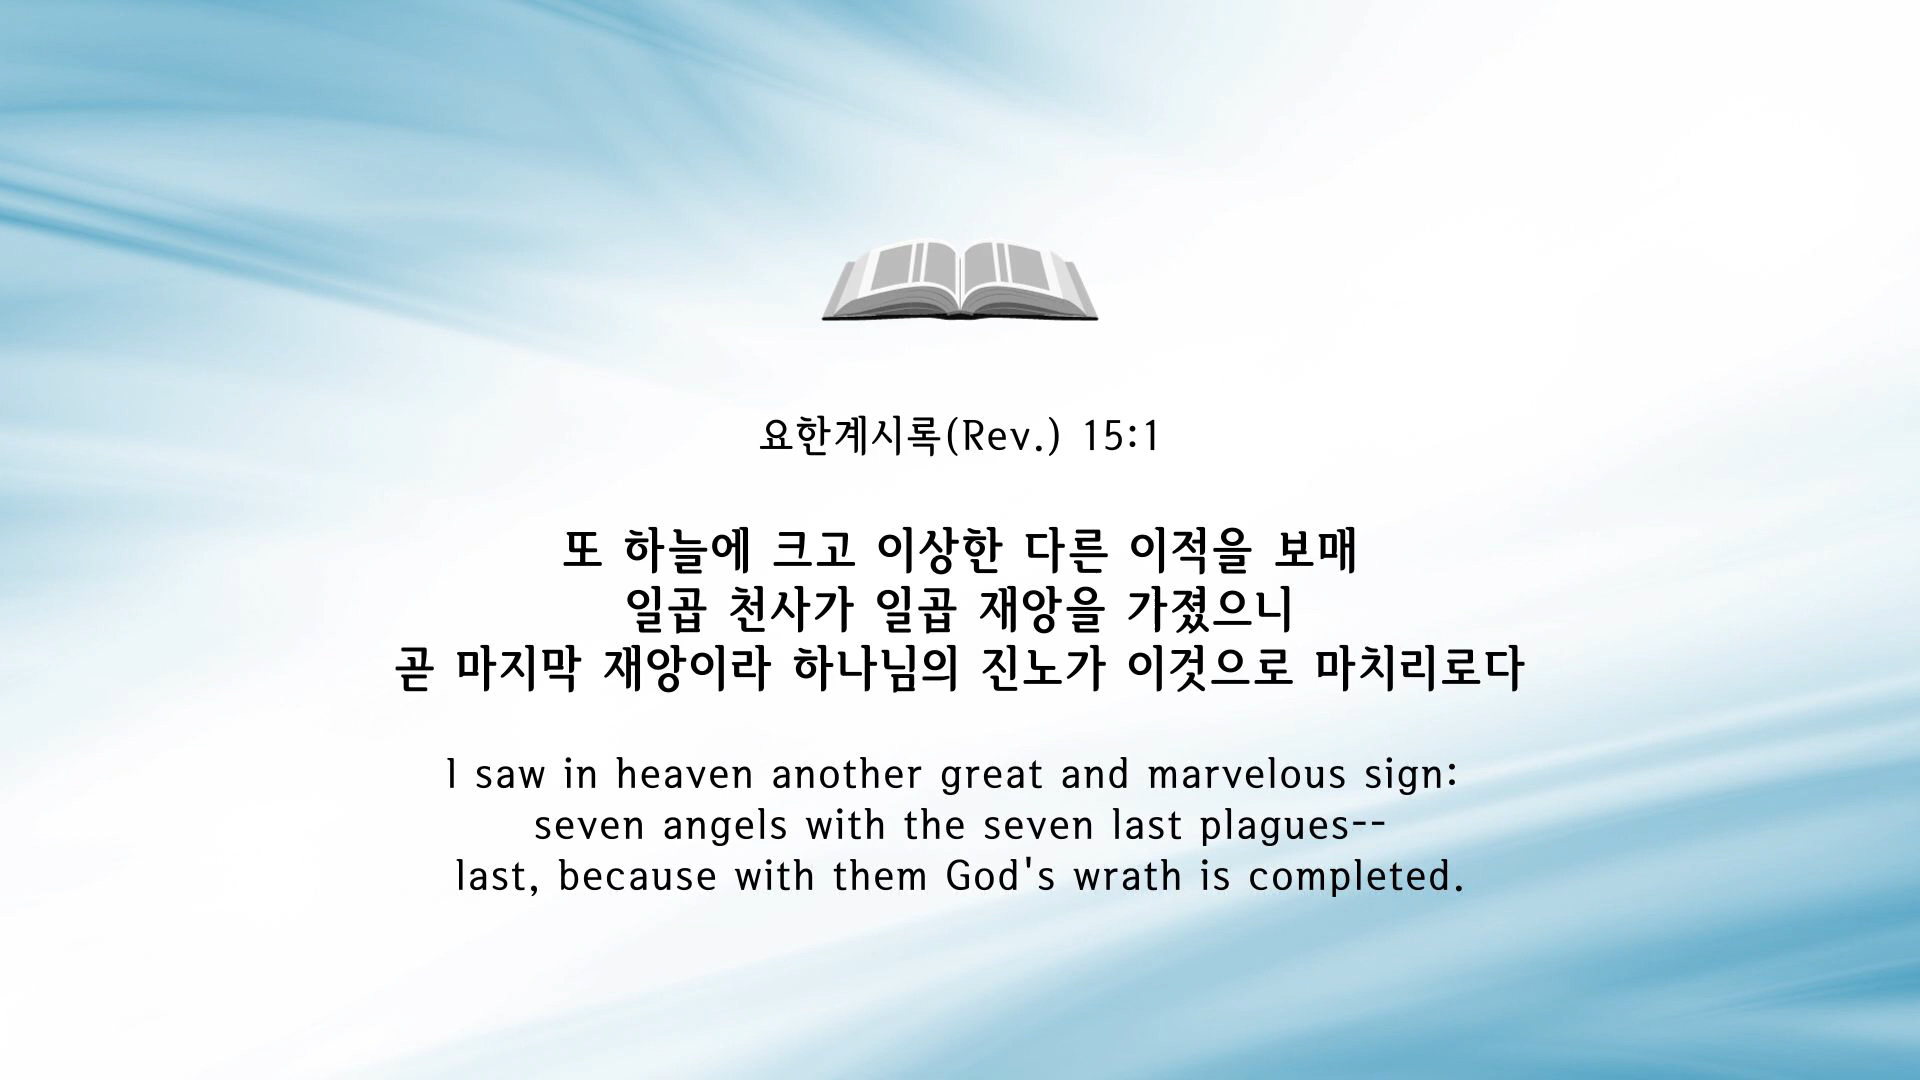 요한계시록(Rev.) 15:1
또 하늘에 크고 이상한 다른 이적을 보매
일곱 천사가 일곱 재앙을 가졌으니
곧 마지막 재앙이라 하나님의 진노가 이것으로 마치리로다
I saw in heaven another great and marvelous sign:
seven angels with the seven last plagues--
last, because with them God's wrath is completed.